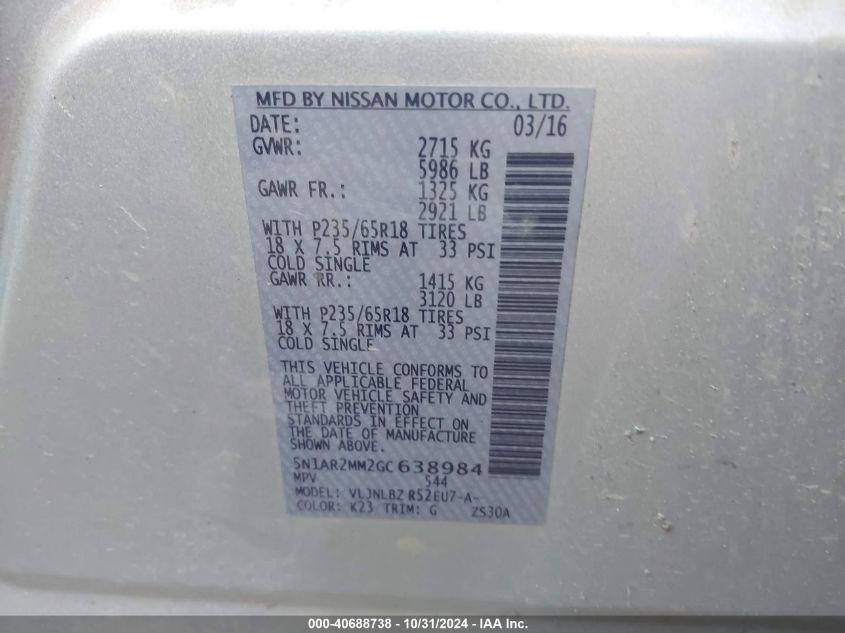 MFD BY NISSAN MOTOR CO., LTD.
DATE: 03/16
GVWR: 2715 KG
5986 LB
GAWR FR.: 1325 KG
2921 LB
WITH P235/65R18 TIRES
18 X 7.5 RIMS AT 33 PSI
COLD SINGLE
GAWR RR.: 1415 KG
3120 LB
WITH P235/65R18 TIRES
18 X 7.5 RIMS AT 33 PSI
COLD SINGLE
THIS VEHICLE CONFORMS TO
ALL APPLICABLE FEDERAL
MOTOR VEHICLE SAFETY AND
THEFT PREVENTION
STANDARDS IN EFFECT ON
THE DATE OF MANUFACTURE
SHOWN ABOVE.
5N1AR2MM2GC638984
MPV 544
MODEL: VLJNLBZ R52EU7-A-
COLOR: K23 TRIM: G ZS30A
000-40688738 - 10/31/2024 - IAA Inc.